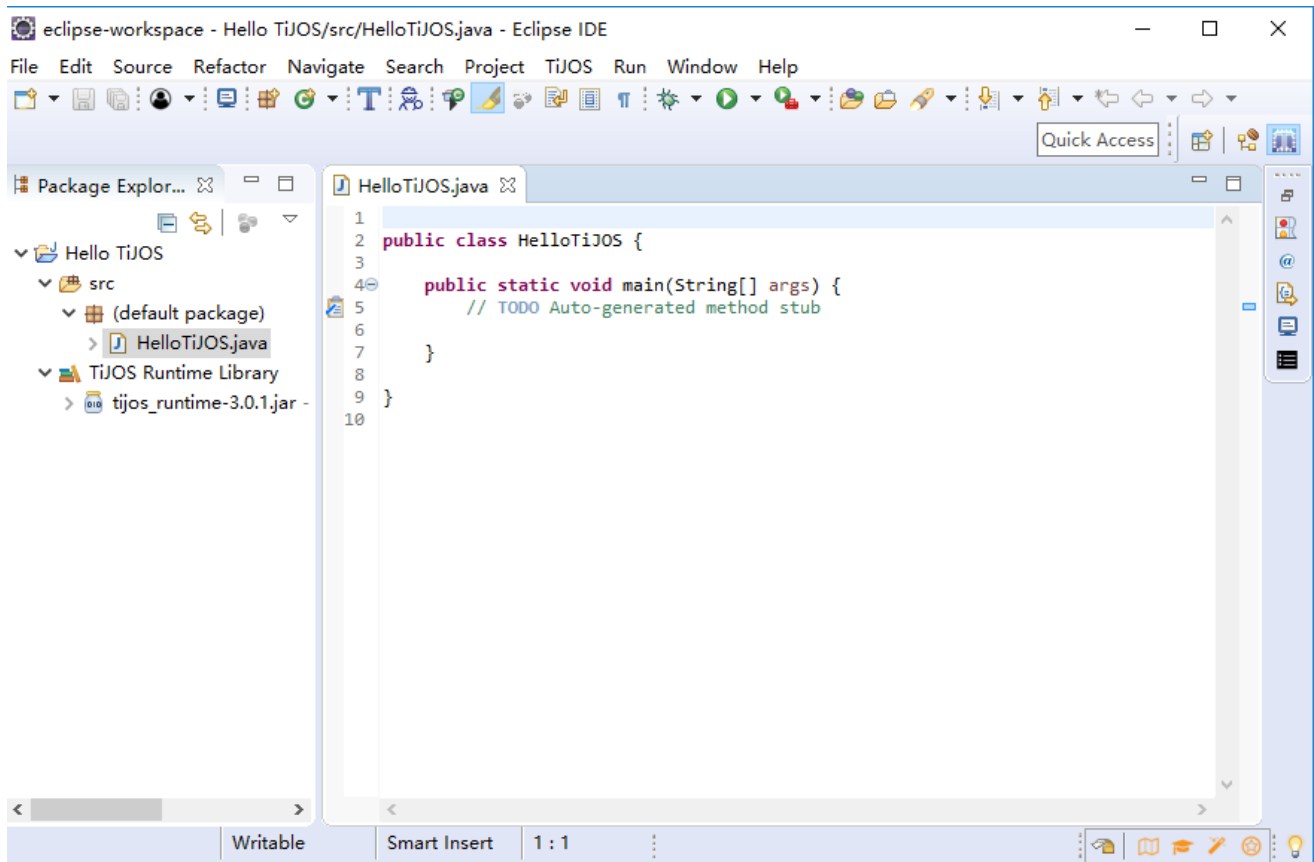 eclipse-workspace - Hello TiJOS/src/HelloTiJOS.java - Eclipse IDE
File Edit Source Refactor Navigate Search Project TiJOS Run Window Help
Quick Access
Package Explor...
Hello TiJOS
src
(default package)
HelloTiJOS.java
TiJOS Runtime Library
tijos_runtime-3.0.1.jar -
HelloTiJOS.java
1
2 public class HelloTiJOS {
3
4 public static void main(String[] args) {
5 // TODO Auto-generated method stub
6
7 }
8
9 }
10
Writable Smart Insert 1 : 1